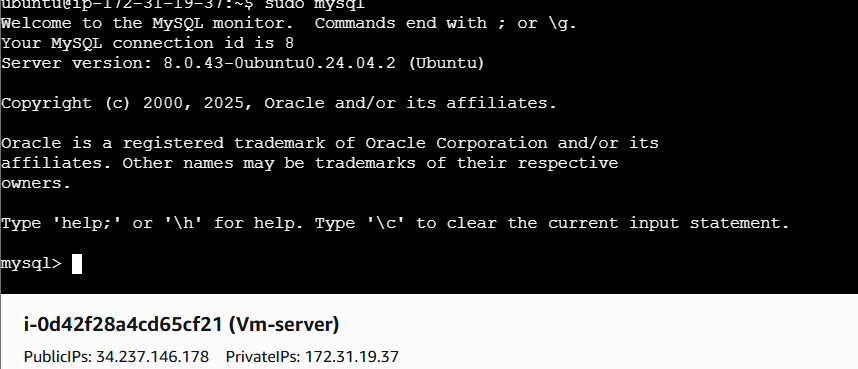 ubuntu@ip-172-31-19-37:~$ sudo mysql
Welcome to the MySQL monitor.  Commands end with ; or \g.
Your MySQL connection id is 8
Server version: 8.0.43-0ubuntu0.24.04.2 (Ubuntu)
Copyright (c) 2000, 2025, Oracle and/or its affiliates.
Oracle is a registered trademark of Oracle Corporation and/or its
affiliates. Other names may be trademarks of their respective
owners.
Type 'help;' or '\h' for help. Type '\c' to clear the current input statement.
mysql>
i-0d42f28a4cd65cf21 (Vm-server)
PublicIPs: 34.237.146.178    PrivateIPs: 172.31.19.37